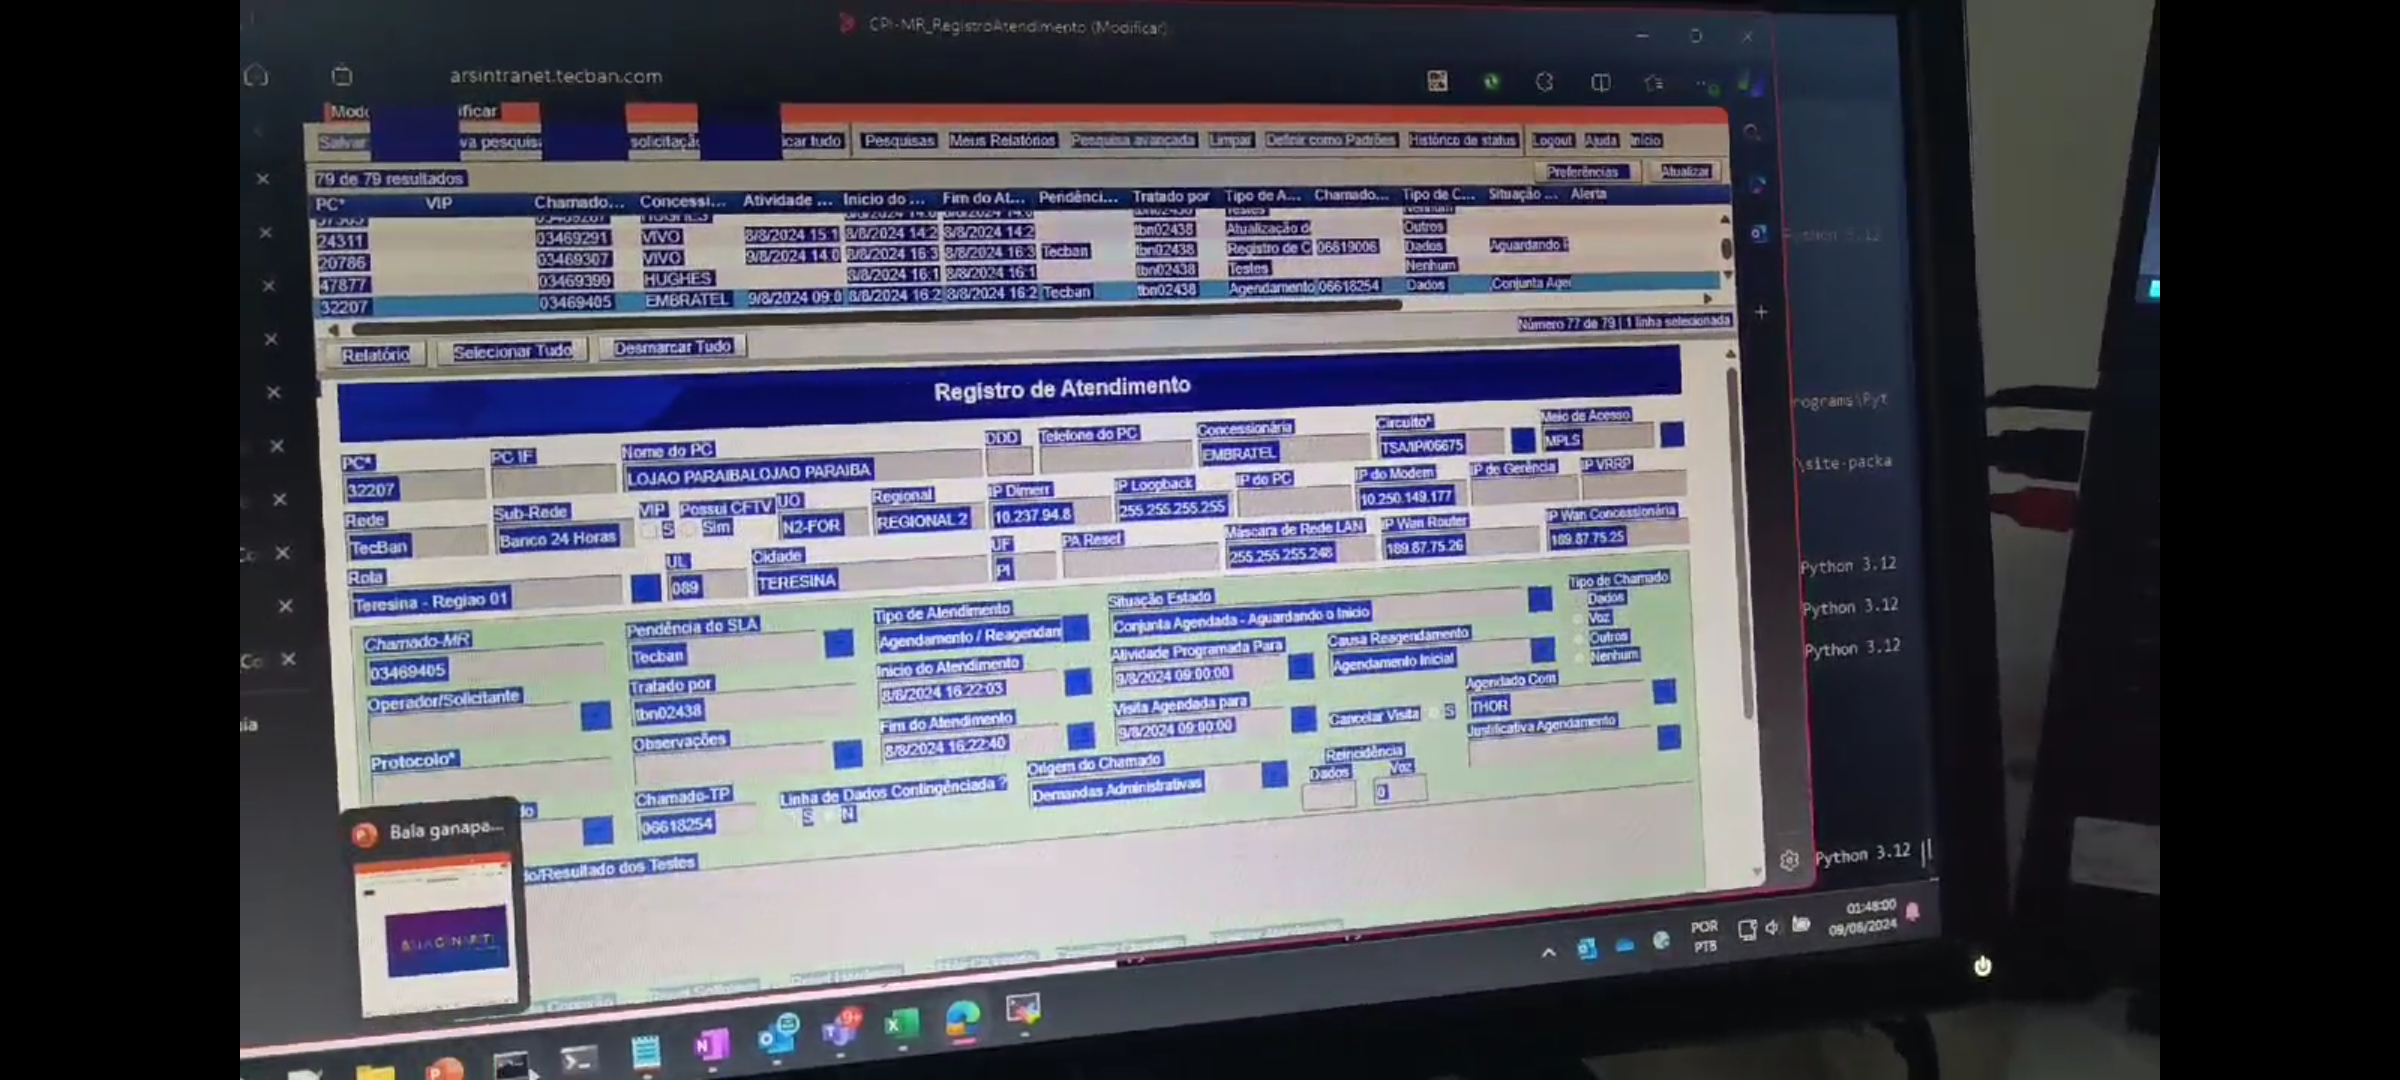 CPI-MR_RegistroAtendimento (Modificar)
arsintranet.tecban.com
Modo ificar
Salvar va pesquisa solicitação icar tudo Pesquisas Meus Relatórios Pesquisa avançada Limpar Definir como Padrões Histórico de status Logout Ajuda Início
79 de 79 resultados Preferências Atualizar
PC* VIP Chamado... Concessi... Atividade ... Início do ... Fim do At... Pendênci... Tratado por Tipo de A... Chamado... Tipo de C... Situação ... Alerta
24311 03469291 VIVO 8/8/2024 15:1 8/8/2024 14:2 8/8/2024 14:2 tbn02438 Atualização d Outros
20786 03469307 VIVO 9/8/2024 14:0 8/8/2024 16:3 8/8/2024 16:3 Tecban tbn02438 Registro de C 06619006 Dados Aguardando
47877 03469399 HUGHES 8/8/2024 16:1 8/8/2024 16:1 tbn02438 Testes Nenhum
32207 03469405 EMBRATEL 9/8/2024 09:0 8/8/2024 16:2 8/8/2024 16:2 Tecban tbn02438 Agendamento 06618254 Dados Conjunta Agen
Número 77 de 79 | 1 linha selecionada
Relatório Selecionar Tudo Desmarcar Tudo
Registro de Atendimento
PC* PC IF Nome do PC DDD Telefone do PC Concessionária Circuito* Meio de Acesso
32207 LOJAO PARAIBALOJAO PARAIBA EMBRATEL TSA/IP/06675 MPLS
Rede Sub-Rede VIP Possui CFTV UO Regional IP Dimerr IP Loopback IP do PC IP do Modem IP de Gerência IP VRRP
TecBan Banco 24 Horas S Sim N2-FOR REGIONAL 2 10.237.94.8 255.255.255.255 10.250.149.177
Rota UL Cidade UF PA Reset Máscara de Rede LAN IP Wan Router IP Wan Concessionária
Teresina - Regiao 01 089 TERESINA PI 255.255.255.248 189.87.75.26 189.87.75.25
Chamado-MR Pendência do SLA Tipo de Atendimento Situação Estado Tipo de Chamado
03469405 Tecban Agendamento / Reagendam Conjunta Agendada - Aguardando o Inicio Dados
Voz
Outros
Nenhum
Operador/Solicitante Tratado por Início do Atendimento Atividade Programada Para Causa Reagendamento
tbn02438 8/8/2024 16:22:03 9/8/2024 09:00:00 Agendamento Inicial
Protocolo* Observações Fim do Atendimento Visita Agendada para Cancelar Visita S Agendado Com
8/8/2024 16:22:40 9/8/2024 09:00:00 THOR
Justificativa Agendamento
do Chamado-TP Linha de Dados Contingênciada ? Origem do Chamado Reincidência
06618254 S N Demandas Administrativas Dados Voz
0
do/Resultado dos Testes
Bala ganapa...
Python 3.12
rograms\Pyt
\site-packa
Python 3.12
Python 3.12
Python 3.12
Python 3.12
POR
PTB
01:48:00
09/08/2024
9+